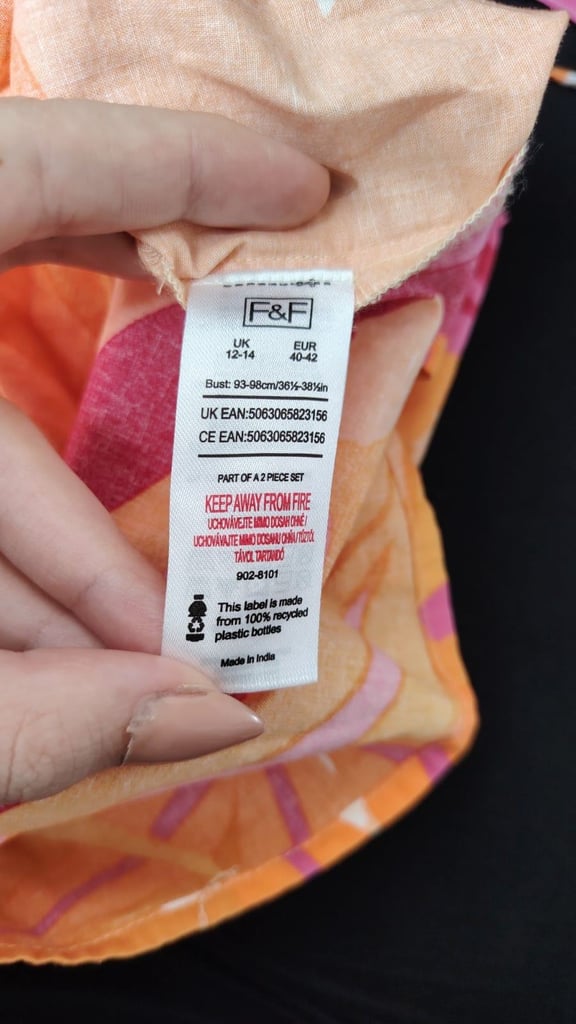 F&F
UK EUR
12-14 40-42
Bust: 93-98cm/36½-38½in
UK EAN:5063065823156
CE EAN:5063065823156
PART OF A 2 PIECE SET
KEEP AWAY FROM FIRE
UCHOVÁVEJTE MIMO DOSAH OHNĚ /
UCHOVÁVAJTE MIMO DOSAHU OHŇA/TŰZTŐL
TÁVOL TARTANDÓ
902-8101
This label is made
from 100% recycled
plastic bottles
Made in India